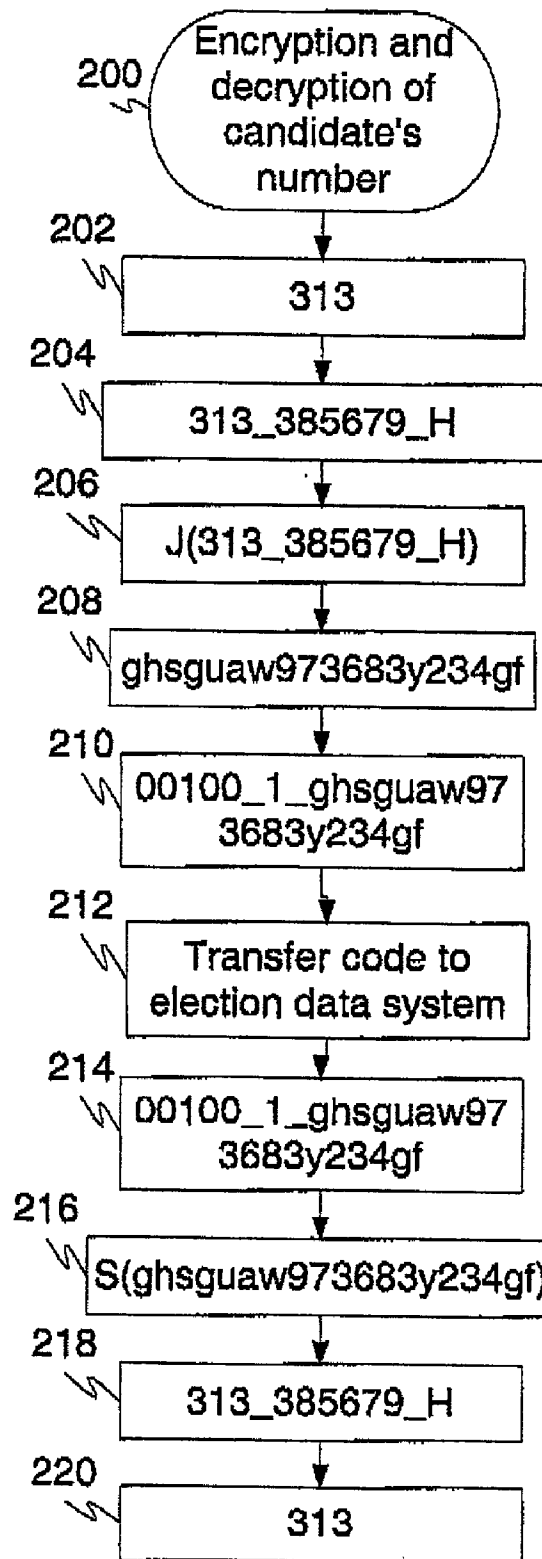 200
Encryption and
decryption of
candidate's
number
202
313
204
313_385679_H
206
J(313_385679_H)
208
ghsguaw973683y234gf
210
00100_1_ghsguaw97
3683y234gf
212
Transfer code to
election data system
214
00100_1_ghsguaw97
3683y234gf
216
S(ghsguaw973683y234gf)
218
313_385679_H
220
313